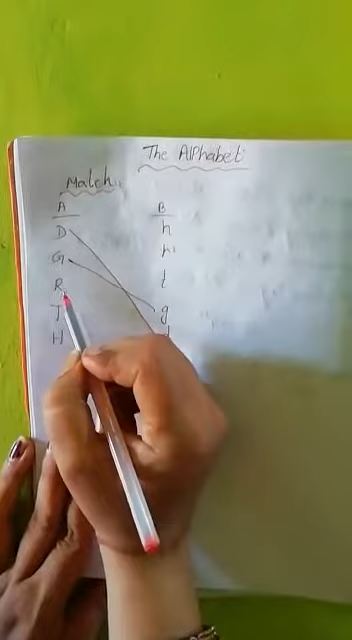 The Alphabet
Match:
A B
D h
G r
R t
T g
H d